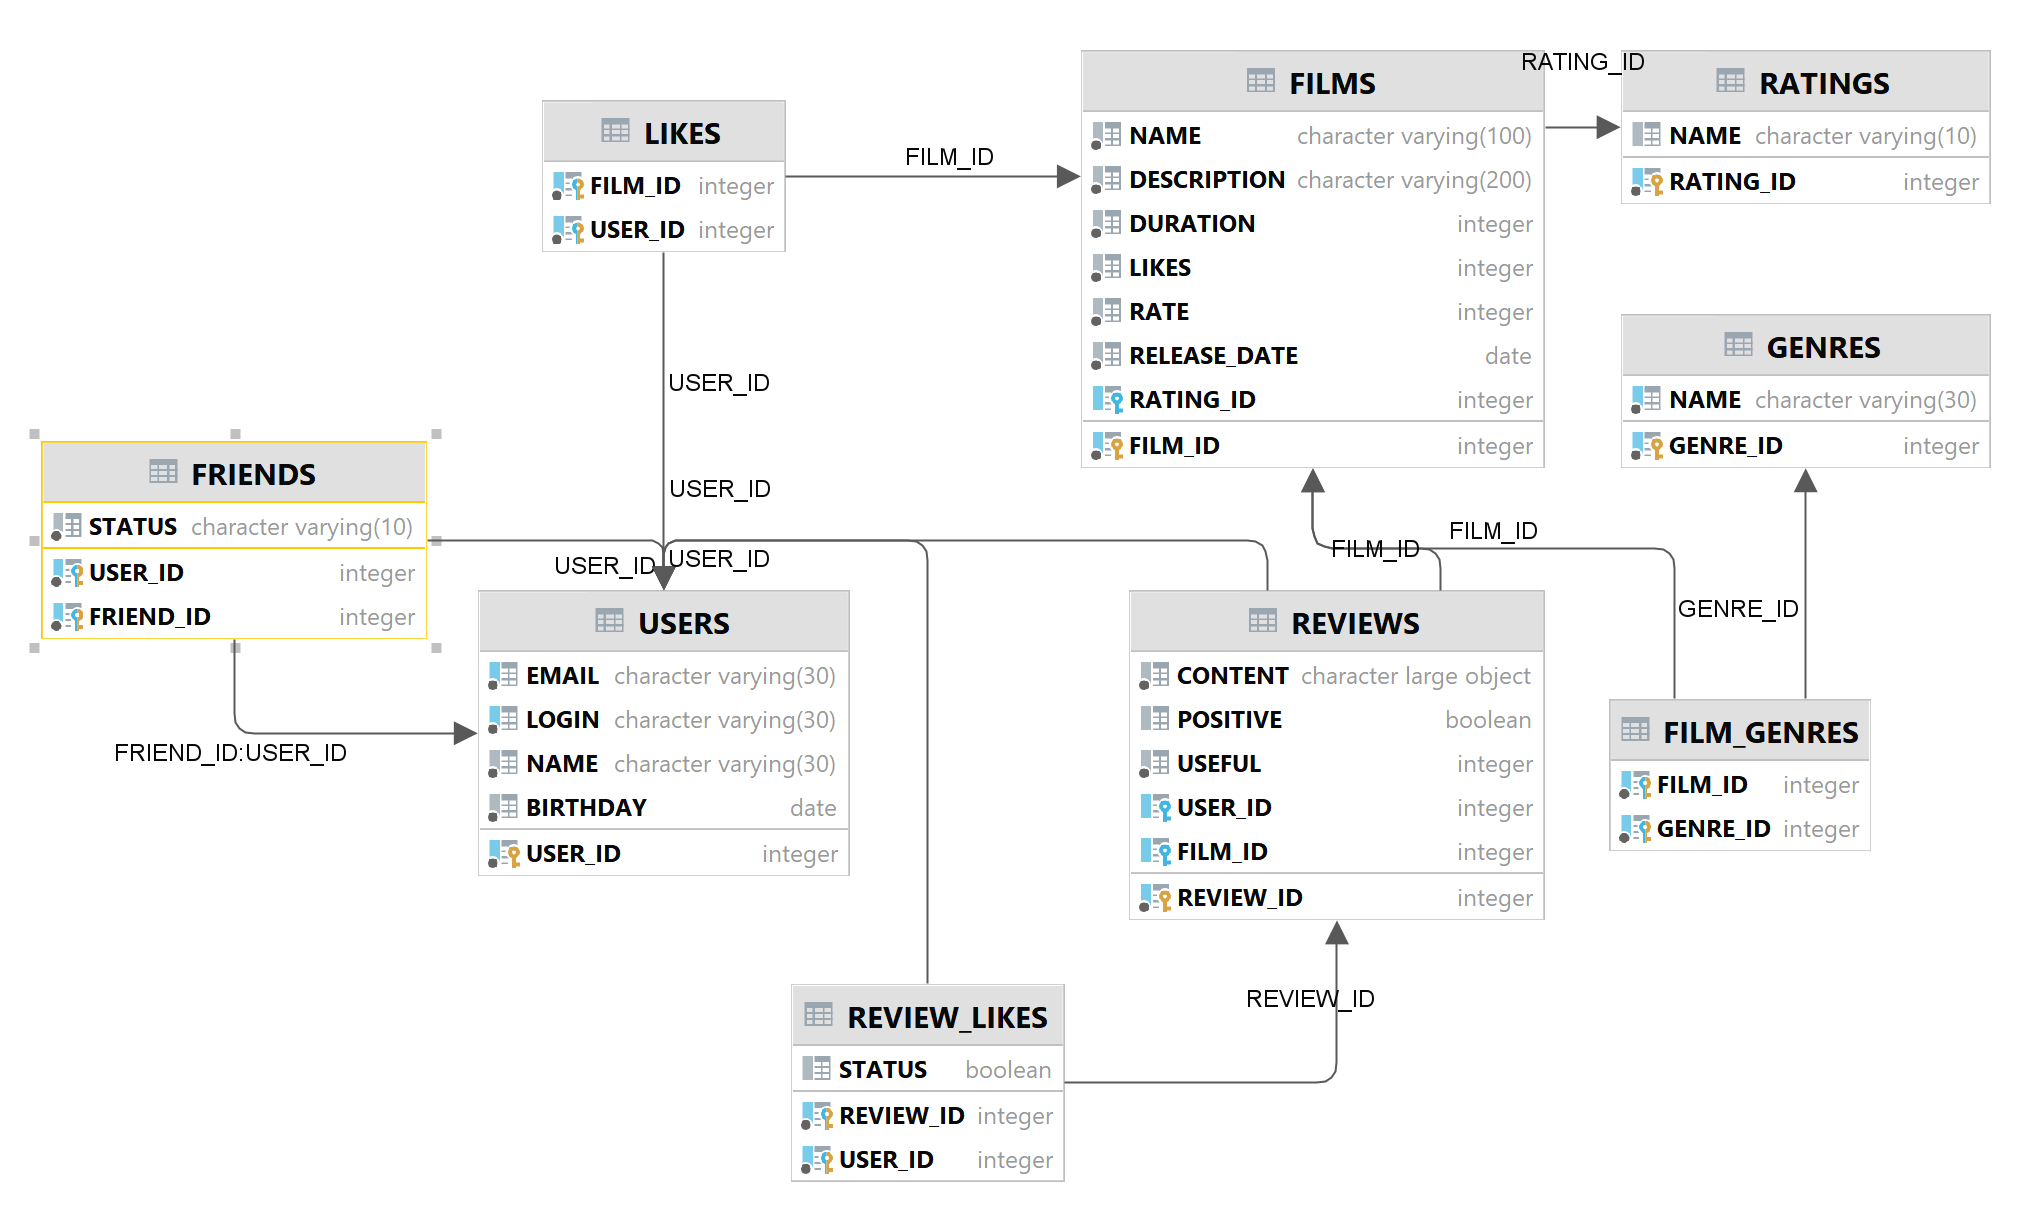 LIKES
FILM_ID integer
USER_ID integer
FILM_ID
FILMS
NAME character varying(100)
DESCRIPTION character varying(200)
DURATION integer
LIKES integer
RATE integer
RELEASE_DATE date
RATING_ID integer
FILM_ID integer
RATING_ID
RATINGS
NAME character varying(10)
RATING_ID integer
GENRES
NAME character varying(30)
GENRE_ID integer
USER_ID
USER_ID
USER_ID
USER_ID
FRIENDS
STATUS character varying(10)
USER_ID integer
FRIEND_ID integer
FRIEND_ID:USER_ID
USERS
EMAIL character varying(30)
LOGIN character varying(30)
NAME character varying(30)
BIRTHDAY date
USER_ID integer
FILM_ID
FILM_ID
GENRE_ID
REVIEWS
CONTENT character large object
POSITIVE boolean
USEFUL integer
USER_ID integer
FILM_ID integer
REVIEW_ID integer
FILM_GENRES
FILM_ID integer
GENRE_ID integer
REVIEW_ID
REVIEW_LIKES
STATUS boolean
REVIEW_ID integer
USER_ID integer